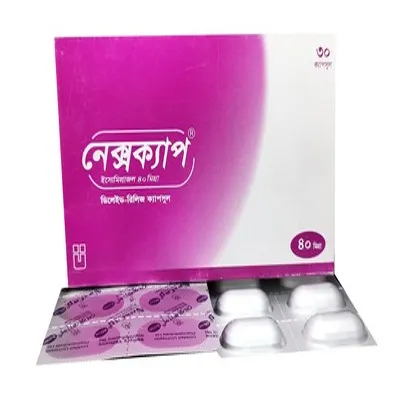 ৩০
ক্যাপসুল
নেক্সক্যাপ®
ইসোমিপ্রাজল ৪০ মিগ্রা
ডিলেইড-রিলিজ ক্যাপসুল
৪০ মিগ্রা